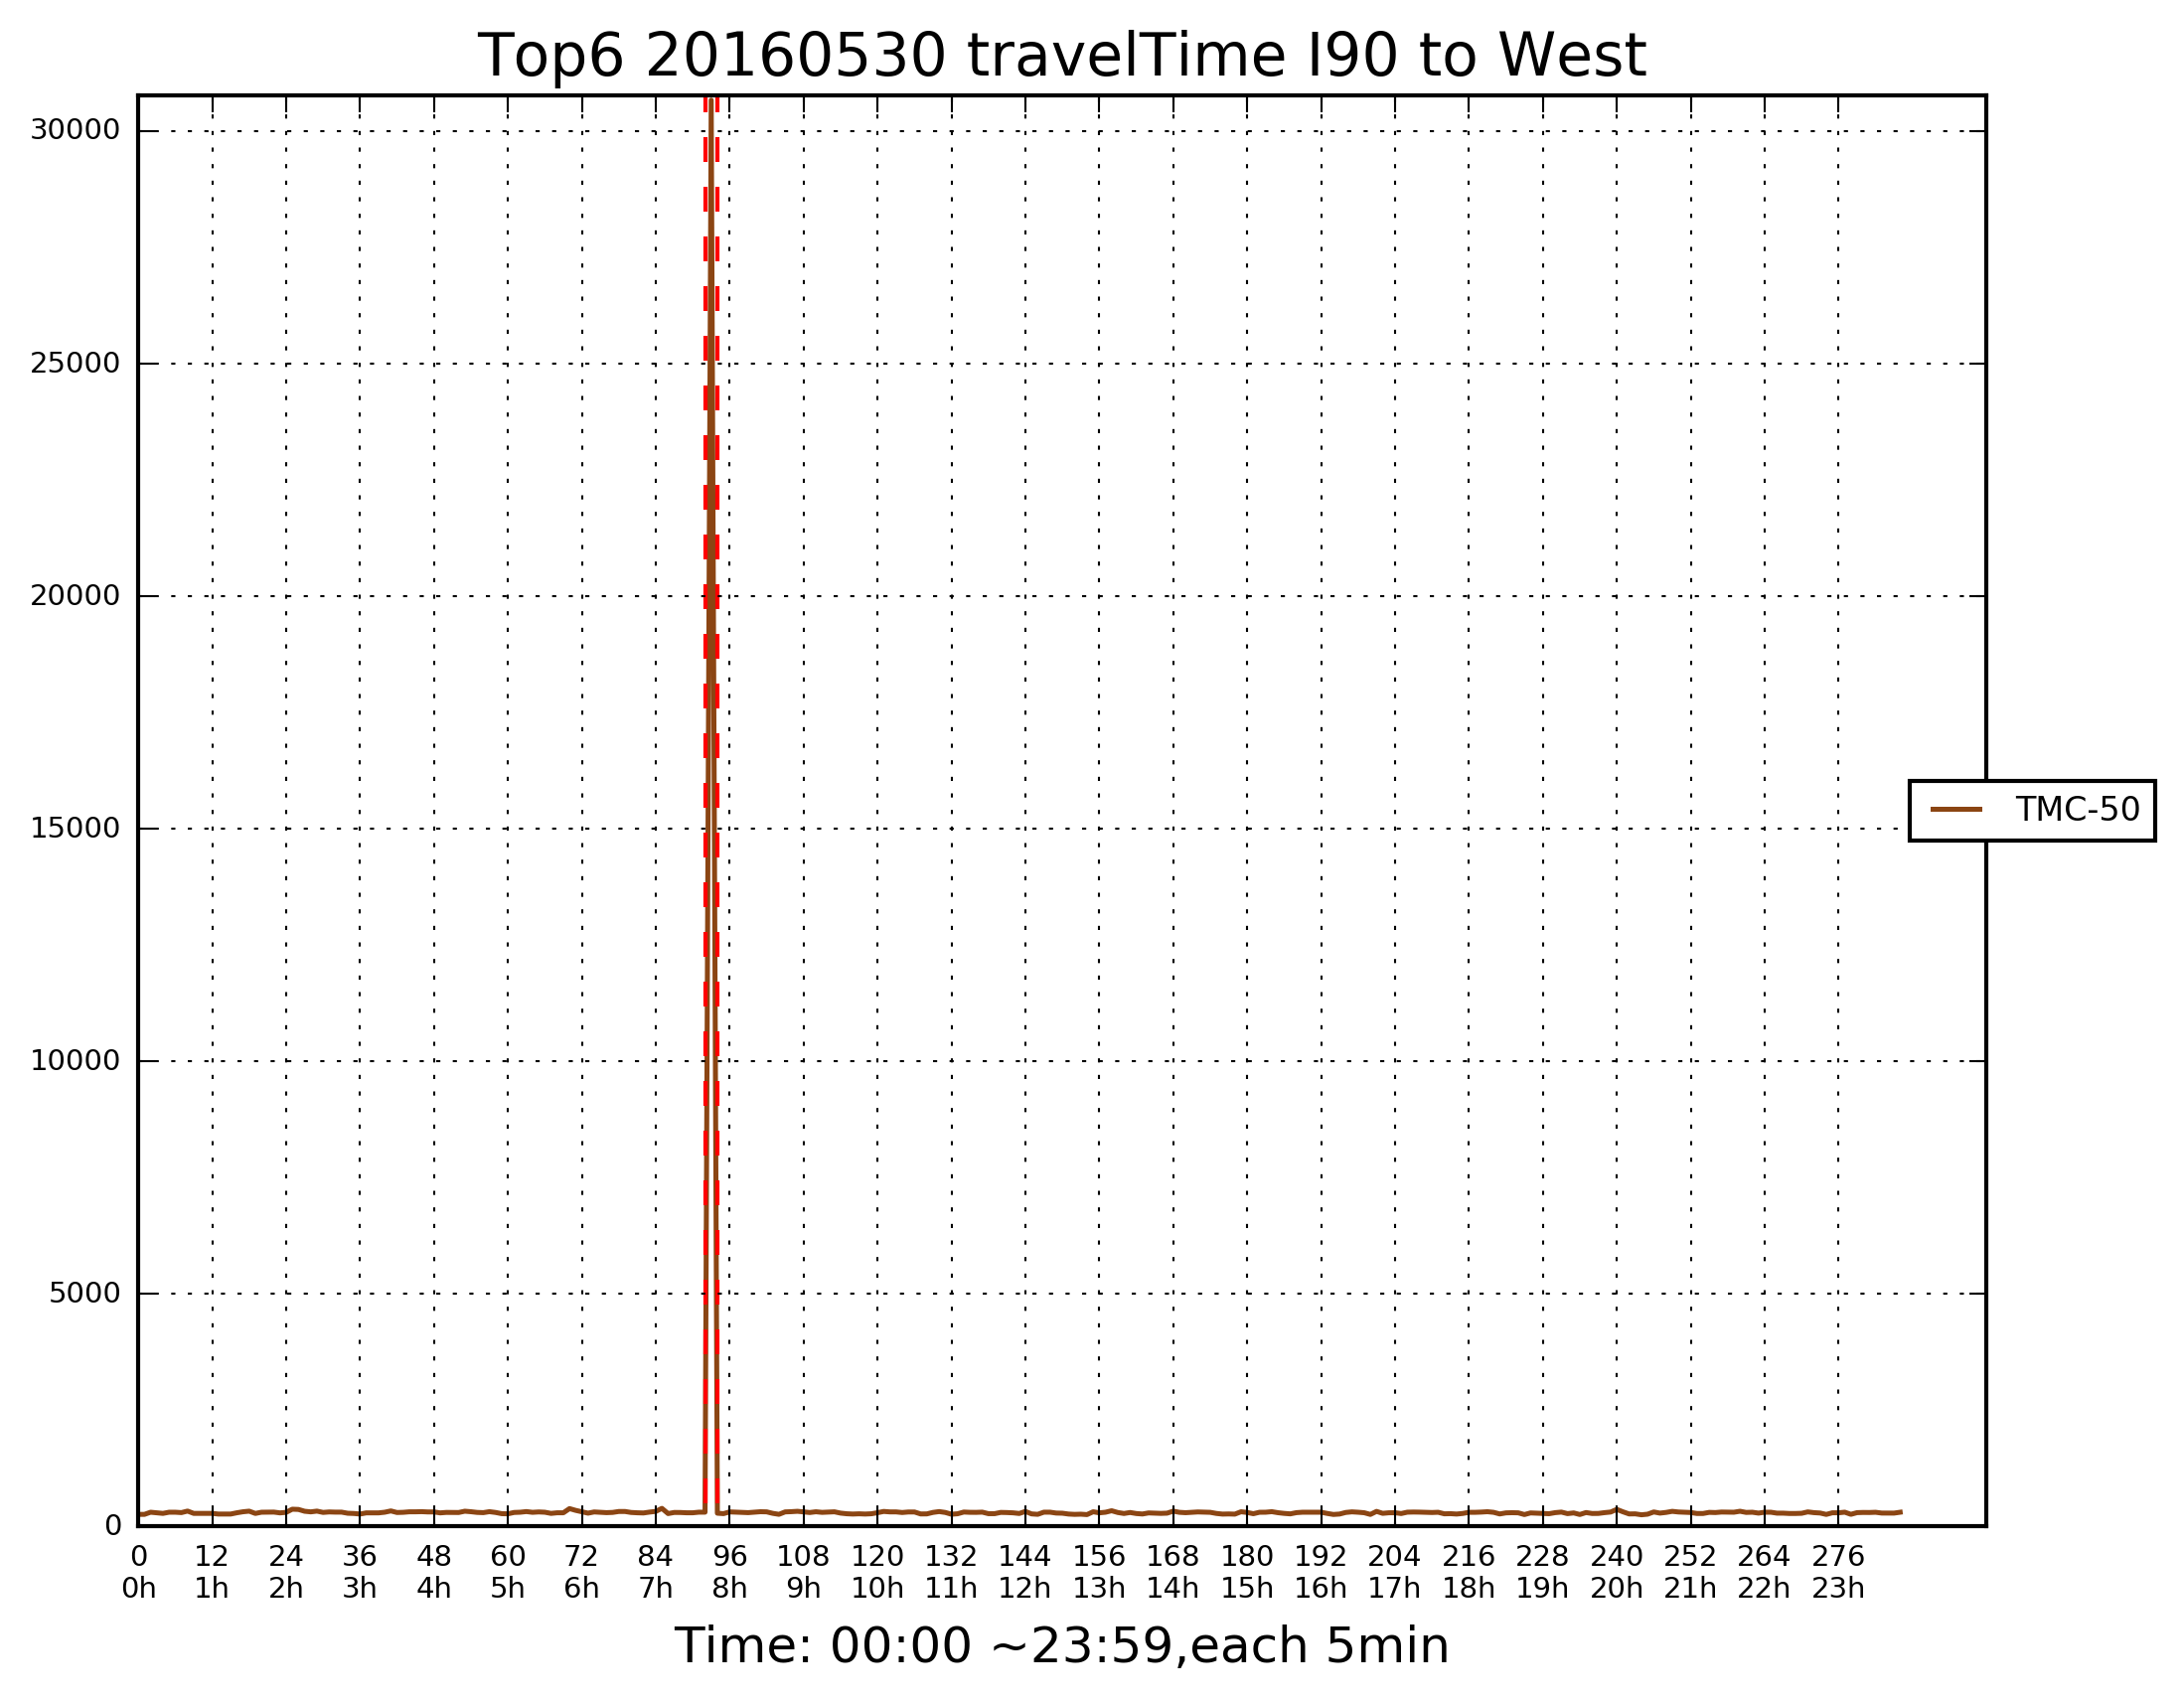 Top6 20160530 travelTime I90 to West
30000
25000
20000
15000
10000
5000
0
TMC-50
0 12 24 36 48 60 72 84 96 108 120 132 144 156 168 180 192 204 216 228 240 252 264 276
0h 1h 2h 3h 4h 5h 6h 7h 8h 9h 10h 11h 12h 13h 14h 15h 16h 17h 18h 19h 20h 21h 22h 23h
Time: 00:00 ~23:59,each 5min